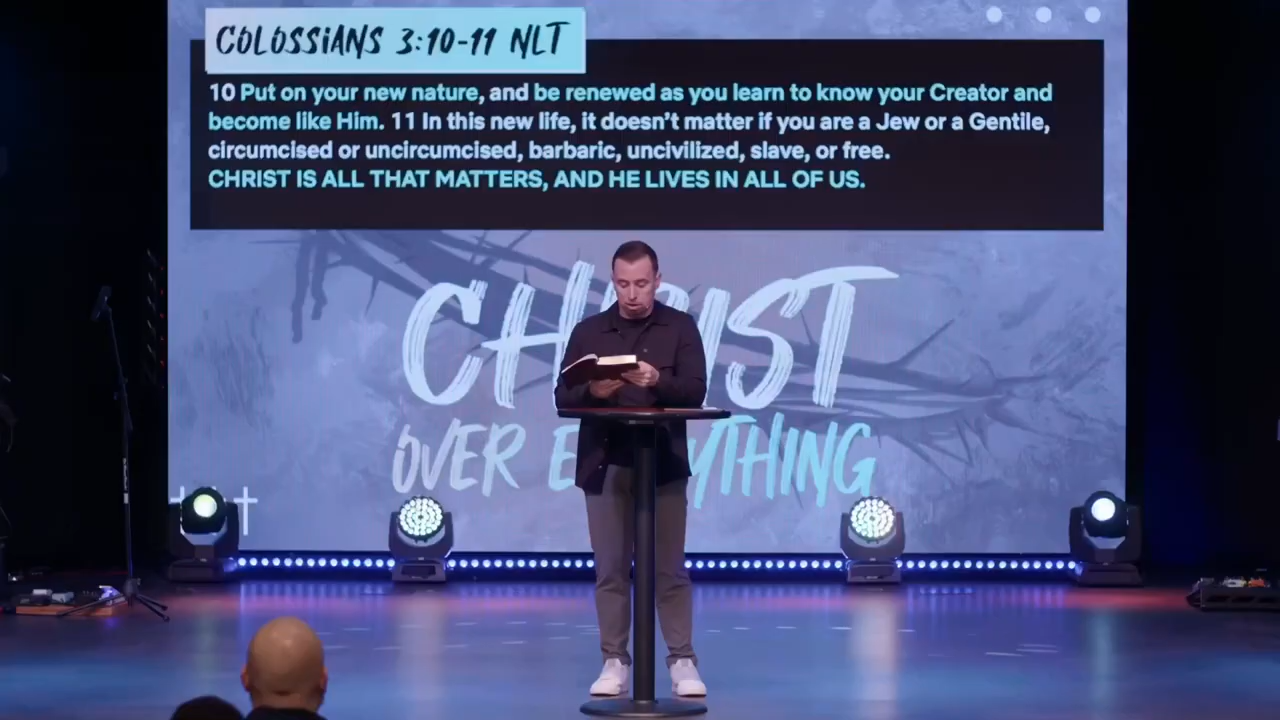 COLOSSIANS 3:10-11 NLT
10 Put on your new nature, and be renewed as you learn to know your Creator and
become like Him. 11 In this new life, it doesn't matter if you are a Jew or a Gentile,
circumcised or uncircumcised, barbaric, uncivilized, slave, or free.
CHRIST IS ALL THAT MATTERS, AND HE LIVES IN ALL OF US.
CHRIST
OVER EVERYTHING